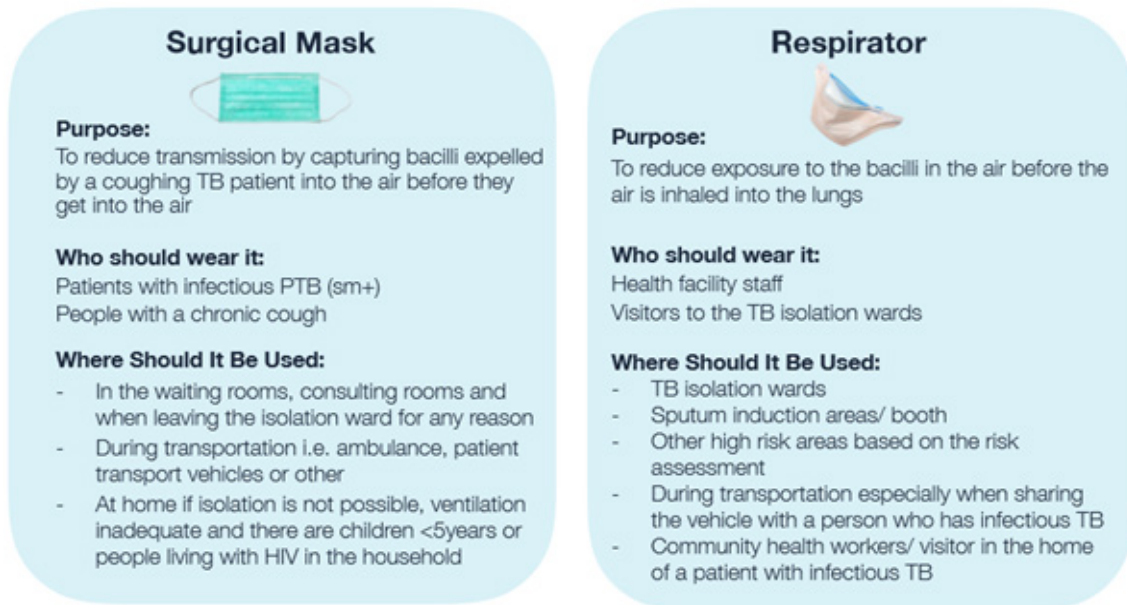 Surgical Mask
Purpose:
To reduce transmission by capturing bacilli expelled
by a coughing TB patient into the air before they
get into the air
Who should wear it:
Patients with infectious PTB (sm+)
People with a chronic cough
Where Should It Be Used:
- In the waiting rooms, consulting rooms and
when leaving the isolation ward for any reason
- During transportation i.e. ambulance, patient
transport vehicles or other
- At home if isolation is not possible, ventilation
inadequate and there are children <5years or
people living with HIV in the household
Respirator
Purpose:
To reduce exposure to the bacilli in the air before the
air is inhaled into the lungs
Who should wear it:
Health facility staff
Visitors to the TB isolation wards
Where Should It Be Used:
- TB isolation wards
- Sputum induction areas/ booth
- Other high risk areas based on the risk
assessment
- During transportation especially when sharing
the vehicle with a person who has infectious TB
- Community health workers/ visitor in the home
of a patient with infectious TB